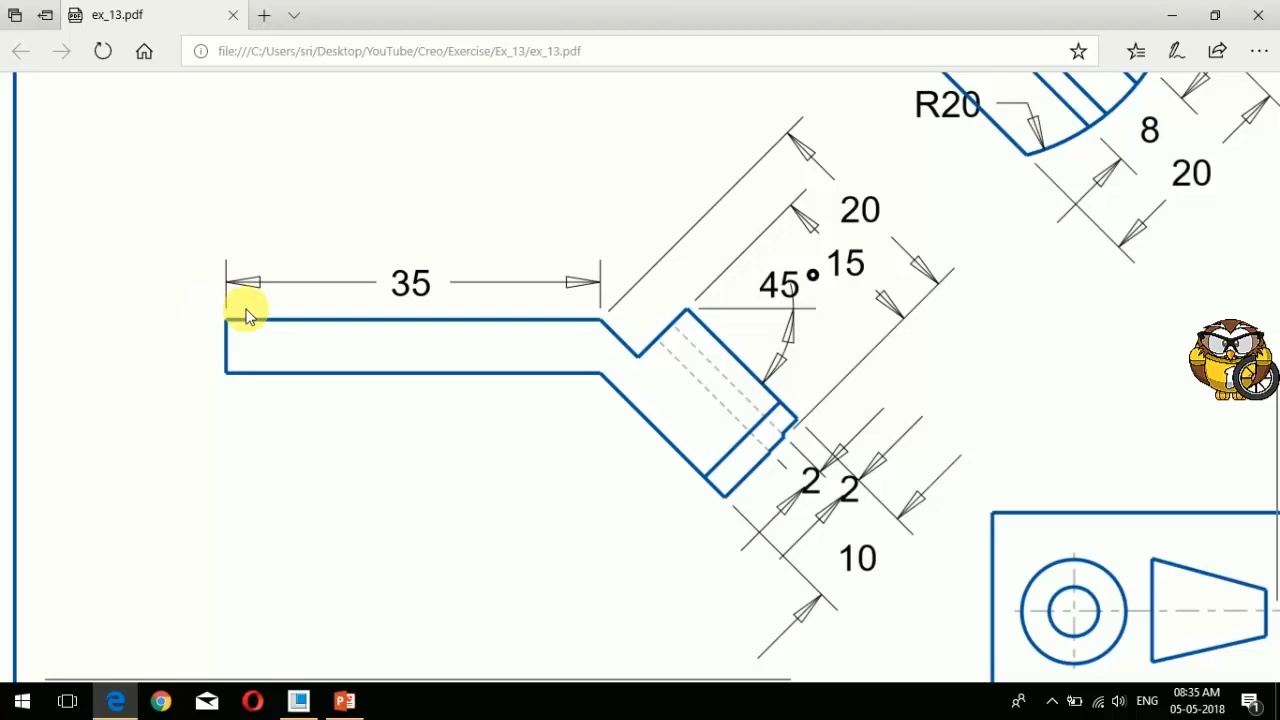 ex_13.pdf
file:///C:/Users/sri/Desktop/YouTube/Creo/Exercise/Ex_13/ex_13.pdf
R20
8
20
20
15
45°
35
2
2
10
ENG
08:35 AM
05-05-2018